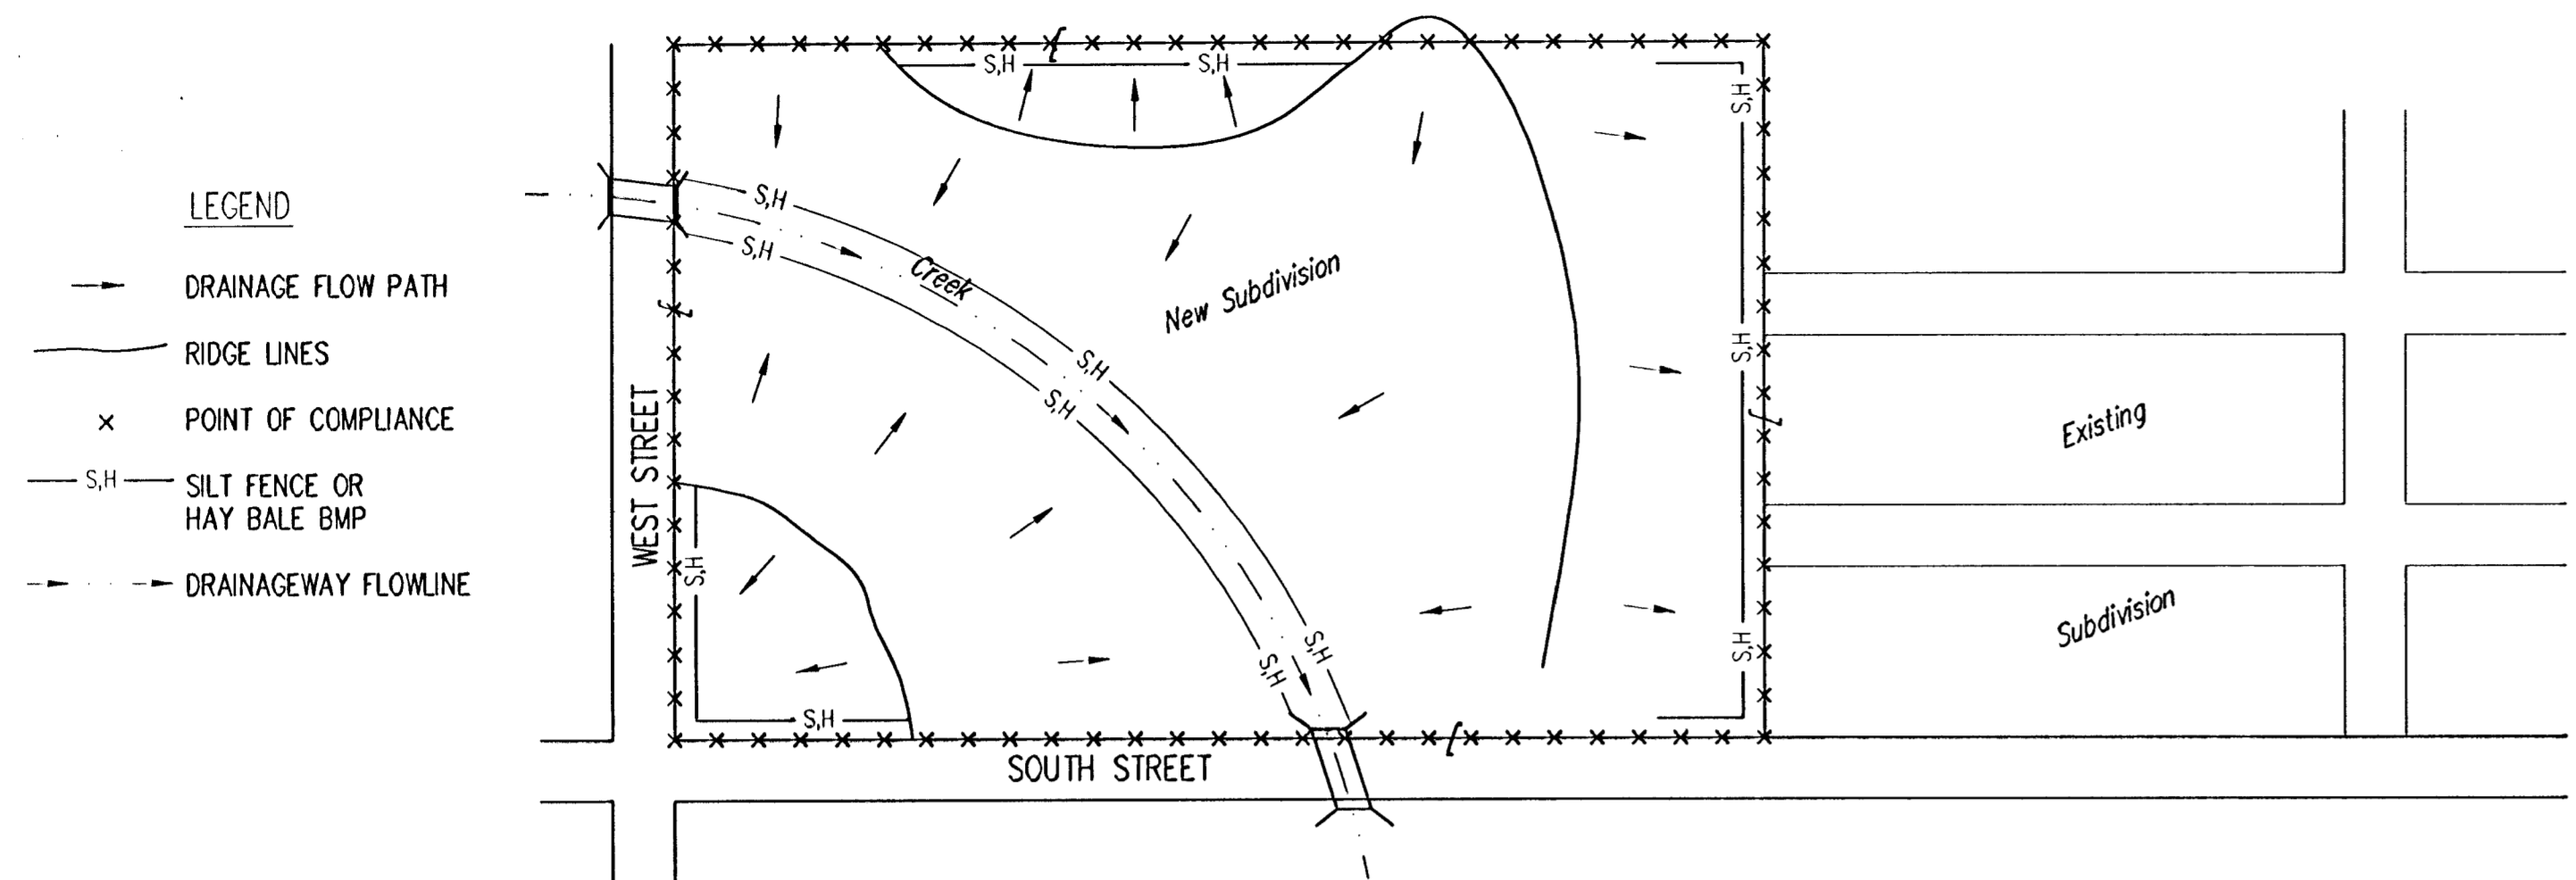 LEGEND
DRAINAGE FLOW PATH
RIDGE LINES
× POINT OF COMPLIANCE
S,H SILT FENCE OR
HAY BALE BMP
DRAINAGEWAY FLOWLINE
S,H
S,H
S,H
S,H
S,H
Creek
New Subdivision
S,H
S,H
S,H
WEST STREET
Existing
S,H
Subdivision
S,H
S,H
S,H
S,H
SOUTH STREET